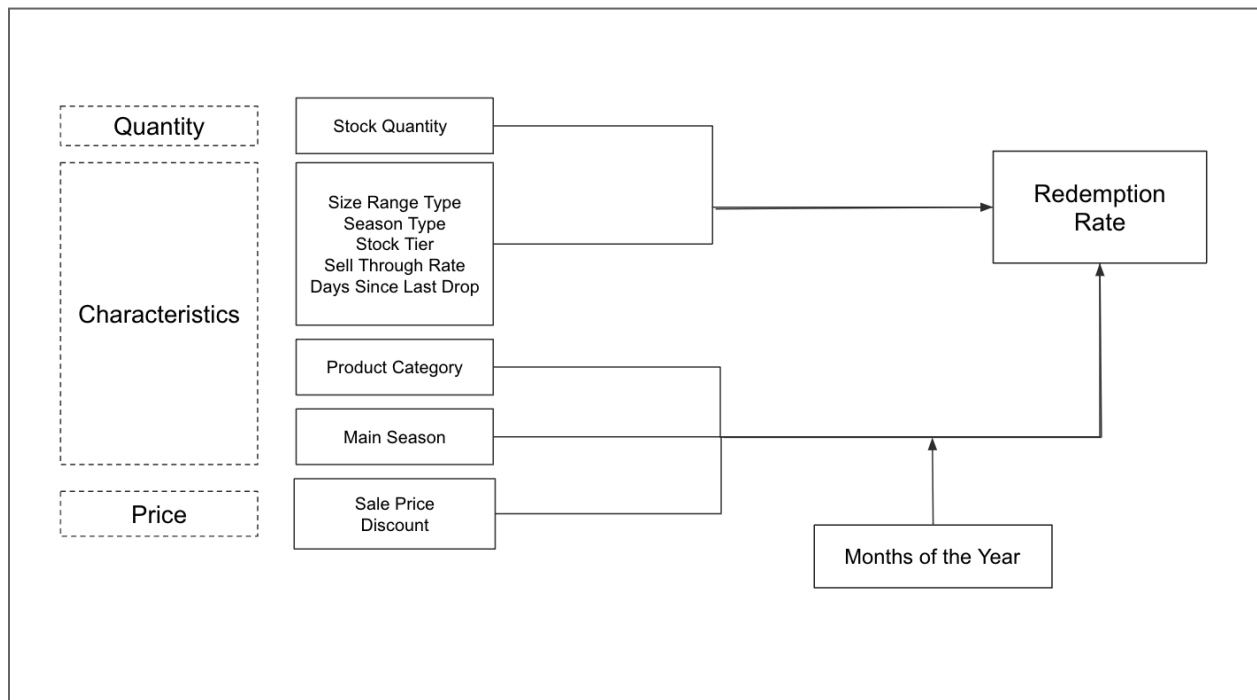 Quantity
Stock Quantity
Size Range Type
Season Type
Stock Tier
Sell Through Rate
Days Since Last Drop
Characteristics
Product Category
Main Season
Price
Sale Price
Discount
Redemption
Rate
Months of the Year